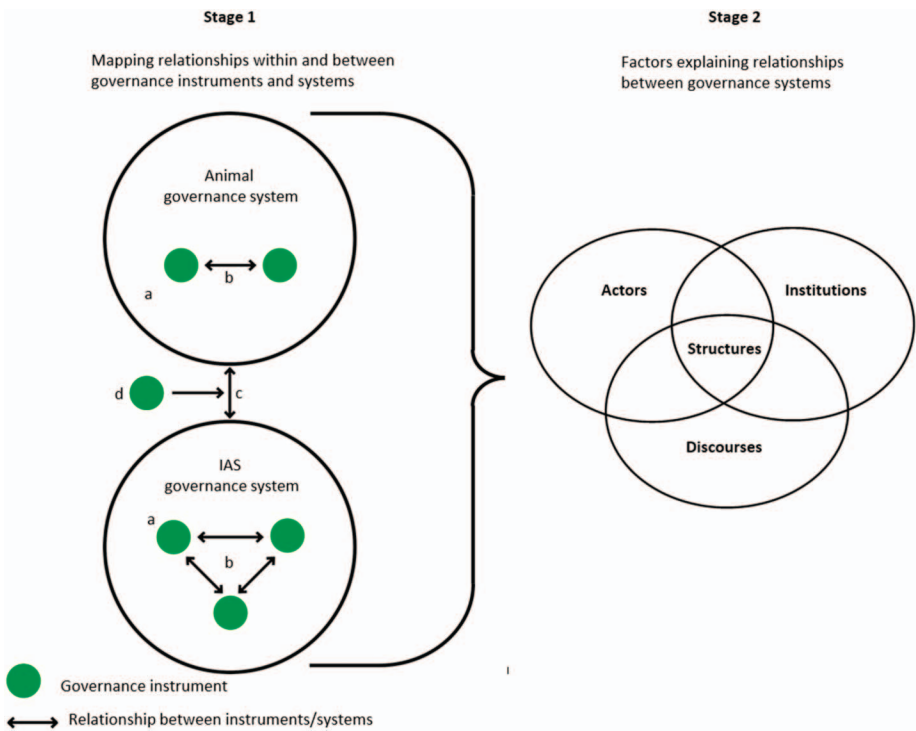 Stage 1
Mapping relationships within and between
governance instruments and systems
Animal
governance system
b
a
d
c
IAS
governance system
a
b
Governance instrument
Relationship between instruments/systems
Stage 2
Factors explaining relationships
between governance systems
Actors
Institutions
Structures
Discourses